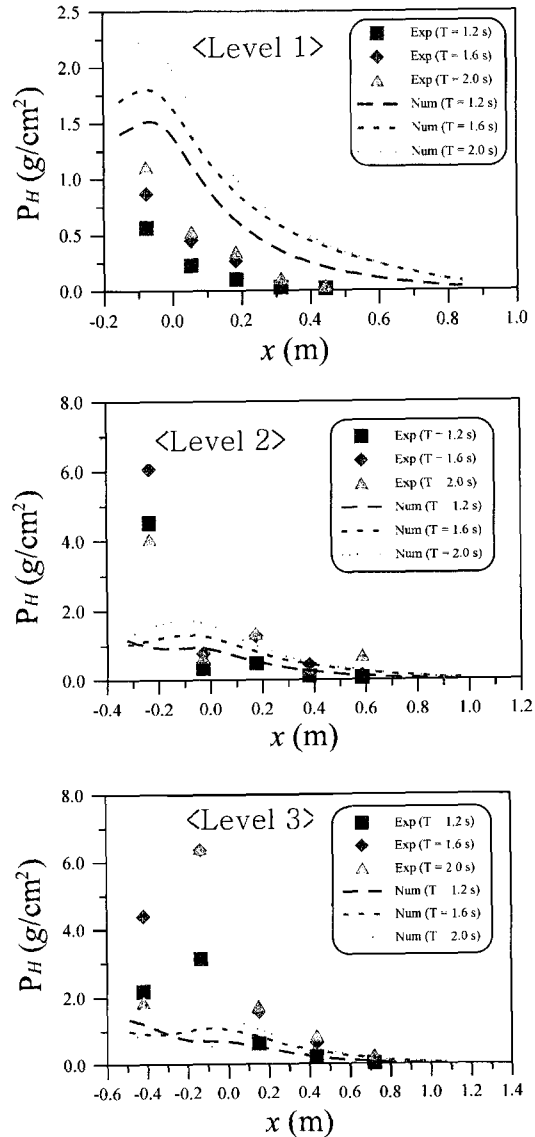 <Level 1>
Exp (T = 1.2 s)
Exp (T = 1.6 s)
Exp (T = 2.0 s)
Num (T = 1.2 s)
Num (T = 1.6 s)
Num (T = 2.0 s)
PH (g/cm²)
2.5
2.0
1.5
1.0
0.5
0.0
-0.2 0.0 0.2 0.4 0.6 0.8 1.0
x (m)
<Level 2>
Exp (T = 1.2 s)
Exp (T = 1.6 s)
Exp (T 2.0 s)
Num (T 1.2 s)
Num (T = 1.6 s)
Num (T = 2.0 s)
PH (g/cm²)
8.0
6.0
4.0
2.0
0.0
-0.4 -0.2 0.0 0.2 0.4 0.6 0.8 1.0 1.2
x (m)
<Level 3>
Exp (T 1.2 s)
Exp (T = 1.6 s)
Exp (T = 2.0 s)
Num (T 1.2 s)
Num (T = 1.6 s)
Num (T 2.0 s)
PH (g/cm²)
8.0
6.0
4.0
2.0
0.0
-0.6 -0.4 -0.2 0.0 0.2 0.4 0.6 0.8 1.0 1.2 1.4
x (m)